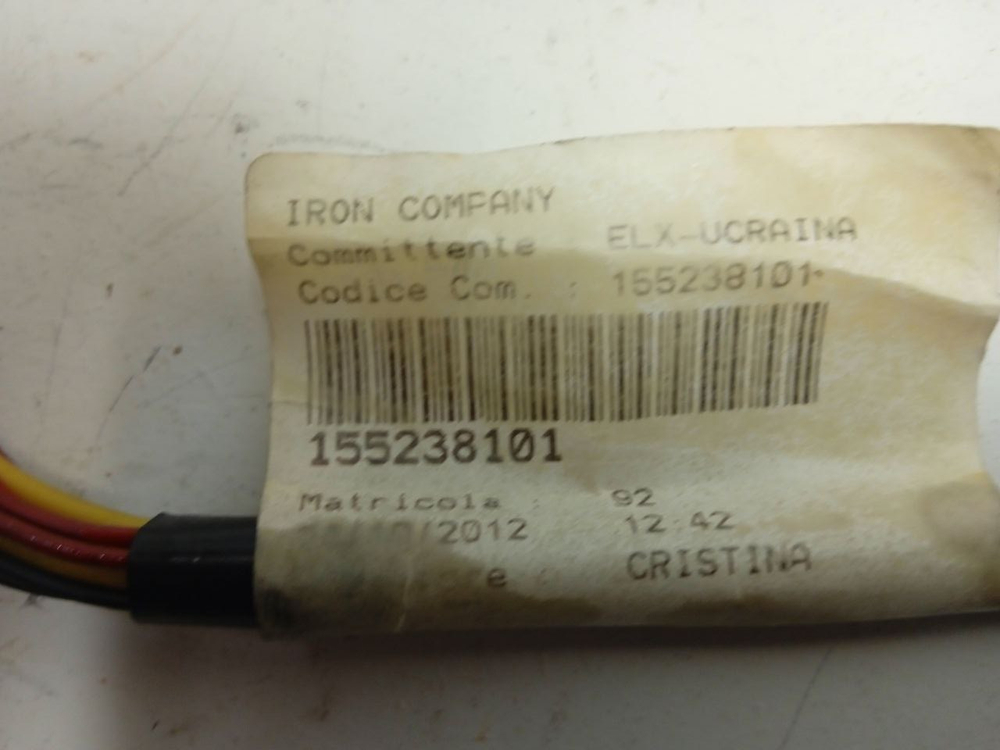 IRON COMPANY
Committente : ELX-UCRAINA
Codice Com. : 155238101
155238101
Matricola : 92
/2012 12:42
e : CRISTINA